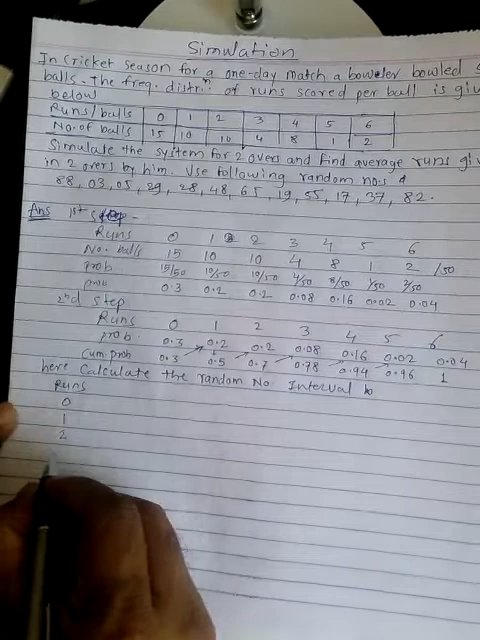 Simulation
In Cricket season for a one-day match a bowler bowled
balls. The freq. distriⁿ of runs scored per ball is
below
Runs/balls 0 1 2 3 4 5 6
No. of balls 15 10 10 4 8 1 2
Simulate the system for 2 overs and find average runs
in 2 overs by him. Use following random no.s
88, 03, 05, 29, 28, 48, 65, 19, 55, 17, 37, 82.
Ans 1st step -
Runs 0 1 2 3 4 5 6
No. balls 15 10 10 4 8 1 2 /50
prob 15/50 10/50 10/50 4/50 8/50 1/50 2/50
prob 0.3 0.2 0.2 0.08 0.16 0.02 0.04
2nd step
Runs 0 1 2 3 4 5 6
prob. 0.3 0.2 0.2 0.08 0.16 0.02 0.04
Cum.prob 0.3 0.5 0.7 0.78 0.94 0.96 1
here Calculate the random No Interval
Runs
0
1
2